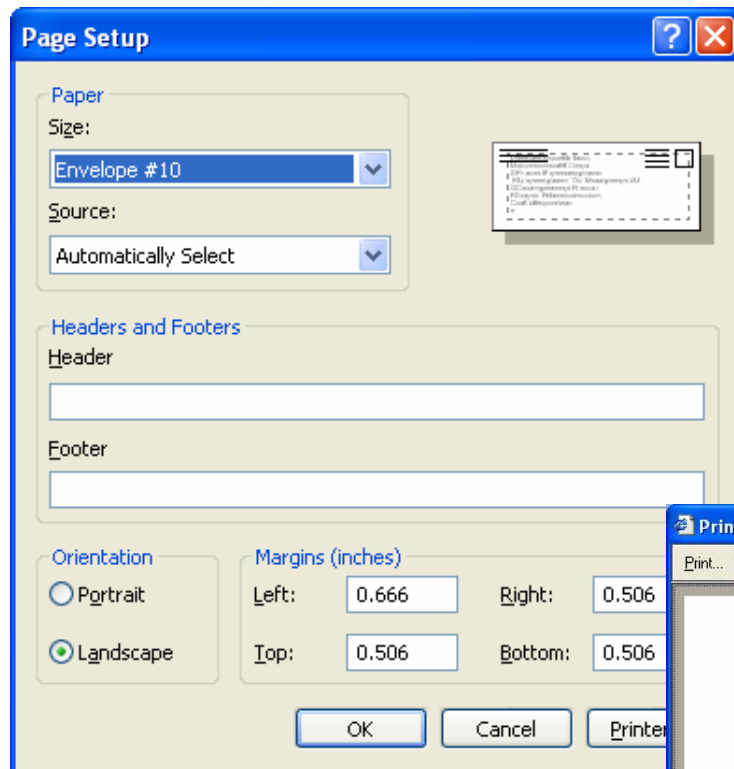 Page Setup
Paper
Size:
Envelope #10
Source:
Automatically Select
Headers and Footers
Header
Footer
Orientation
Portrait
Landscape
Margins (inches)
Left: 0.666 Right: 0.506
Top: 0.506 Bottom: 0.506
OK Cancel Printer
Prin
Print...